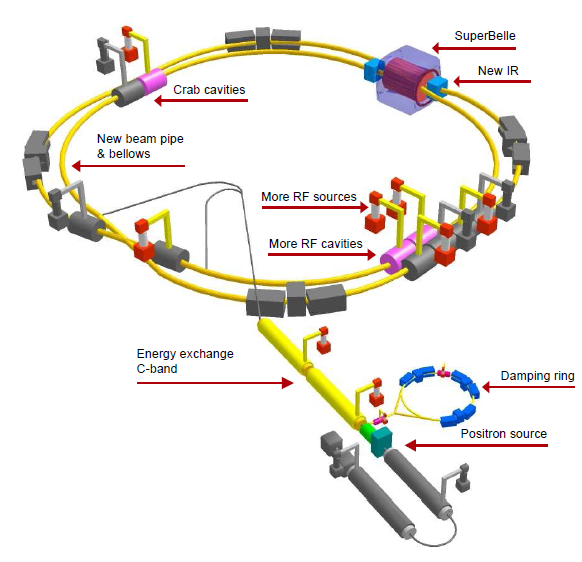 SuperBelle
New IR
Crab cavities
New beam pipe
& bellows
More RF sources
More RF cavities
Energy exchange
C-band
Damping ring
Positron source